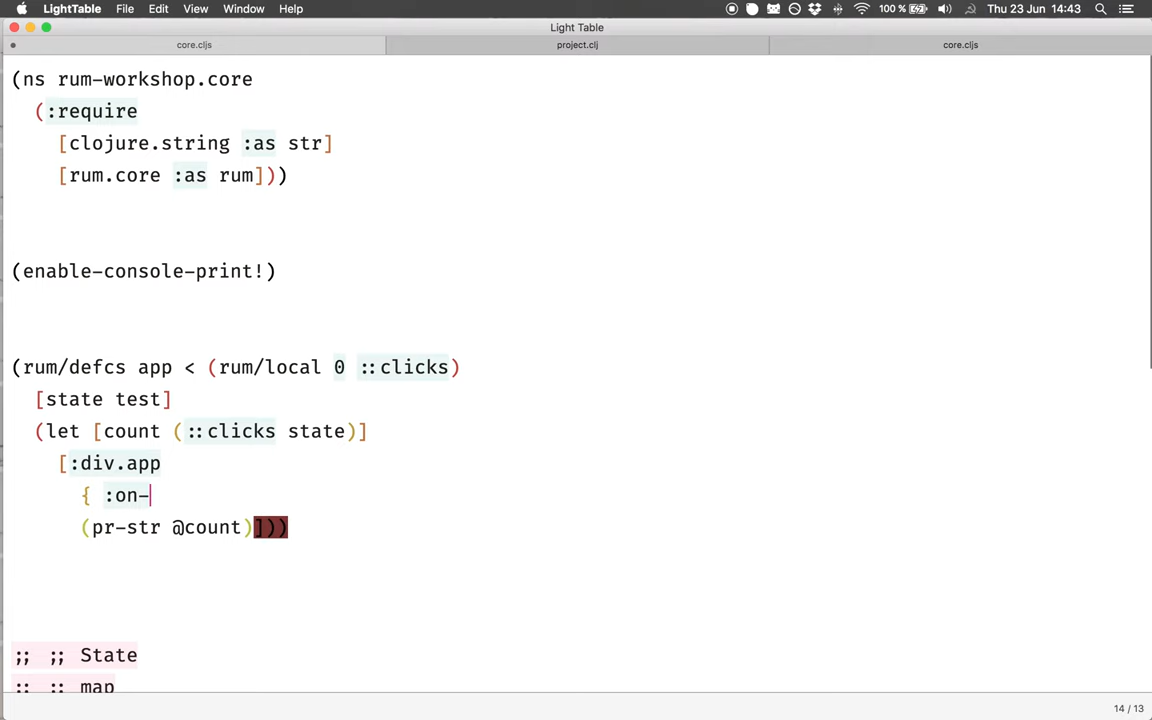 LightTable File Edit View Window Help 100 % Thu 23 Jun 14:43
Light Table
core.cljs project.clj core.cljs
(ns rum-workshop.core
(:require
[clojure.string :as str]
[rum.core :as rum]))
(enable-console-print!)
(rum/defcs app < (rum/local 0 ::clicks)
[state test]
(let [count (::clicks state)]
[:div.app
{ :on-
(pr-str @count)]))
;; ;; State
;; ;; map
14 / 13